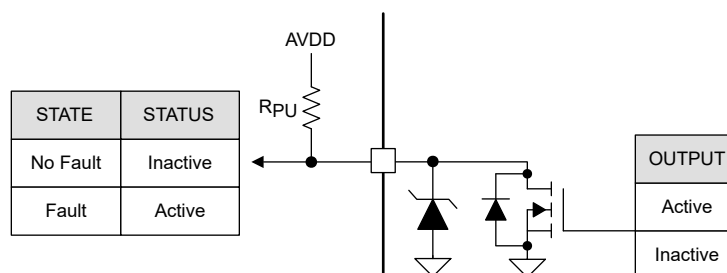 AVDD
RPU
STATE STATUS
No Fault Inactive
Fault Active
OUTPUT
Active
Inactive